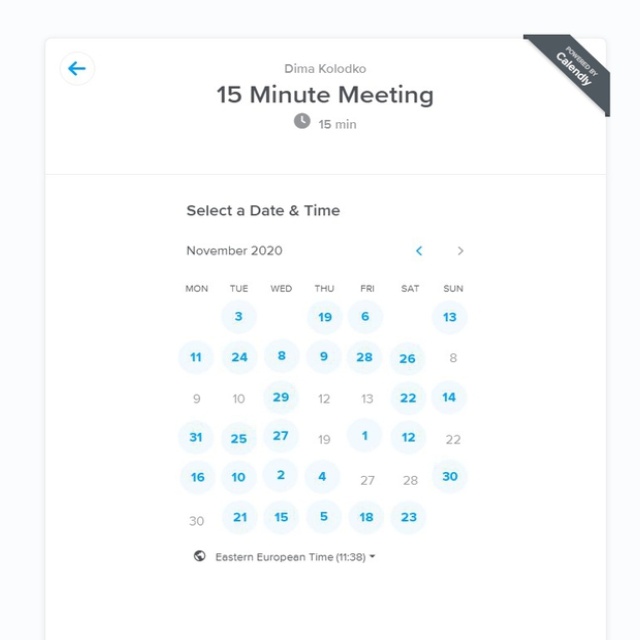 POWERED BY
Calendly
Dima Kolodko
15 Minute Meeting
15 min
Select a Date & Time
November 2020
MON TUE WED THU FRI SAT SUN
3 19 6 13
11 24 8 9 28 26 8
9 10 29 12 13 22 14
31 25 27 19 1 12 22
16 10 2 4 27 28 30
30 21 15 5 18 23
Eastern European Time (11:38)